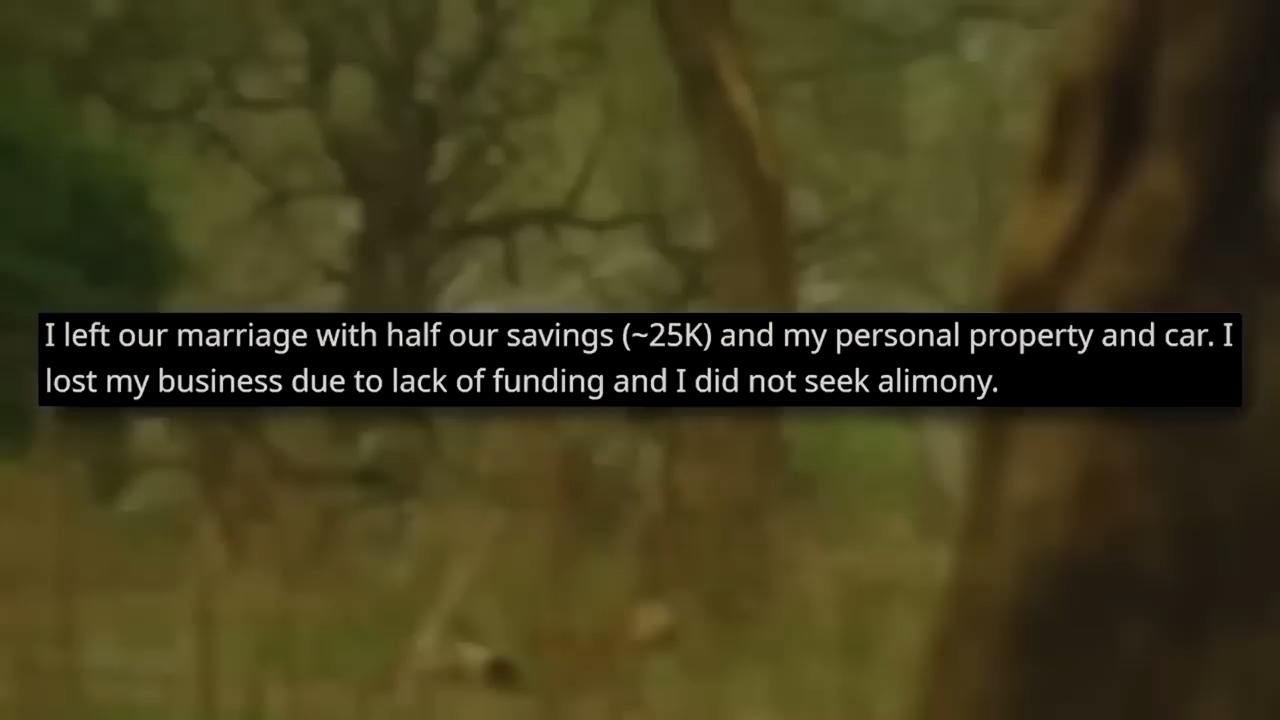 I left our marriage with half our savings (~25K) and my personal property and car. I
lost my business due to lack of funding and I did not seek alimony.